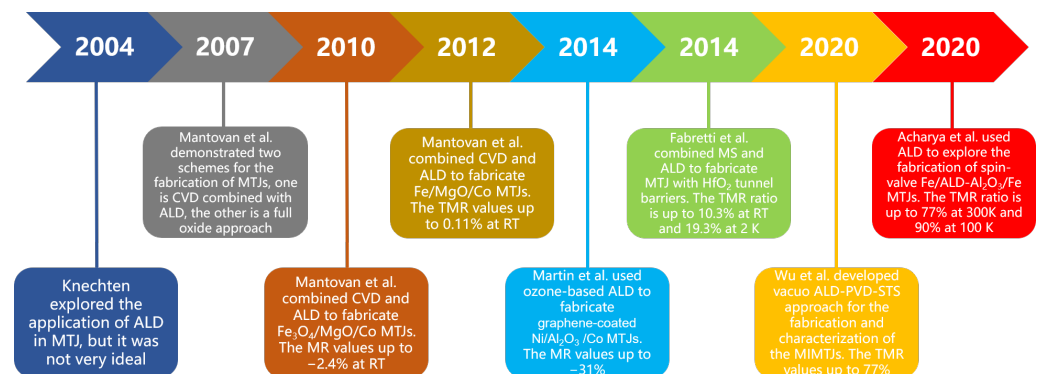 2004
2007
2010
2012
2014
2014
2020
2020
Knechten
explored the
application of ALD
in MTJ, but it was
not very ideal
Mantovan et al.
demonstrated two
schemes for the
fabrication of MTJs, one
is CVD combined with
ALD, the other is a full
oxide approach
Mantovan et al.
combined CVD and
ALD to fabricate
Fe₃O₄/MgO/Co MTJs.
The MR values up to
−2.4% at RT
Mantovan et al.
combined CVD and
ALD to fabricate
Fe/MgO/Co MTJs.
The TMR values up
to 0.11% at RT
Martin et al. used
ozone-based ALD to
fabricate
graphene-coated
Ni/Al₂O₃ /Co MTJs.
The MR values up to
−31%
Fabretti et al.
combined MS and
ALD to fabricate
MTJ with HfO₂ tunnel
barriers. The TMR ratio
is up to 10.3% at RT
and 19.3% at 2 K
Wu et al. developed
vacuo ALD-PVD-STS
approach for the
fabrication and
characterization of
the MIMTJs. The TMR
values up to 77%
Acharya et al. used
ALD to explore the
fabrication of spin-
valve Fe/ALD-Al₂O₃/Fe
MTJs. The TMR ratio is
up to 77% at 300K and
90% at 100 K